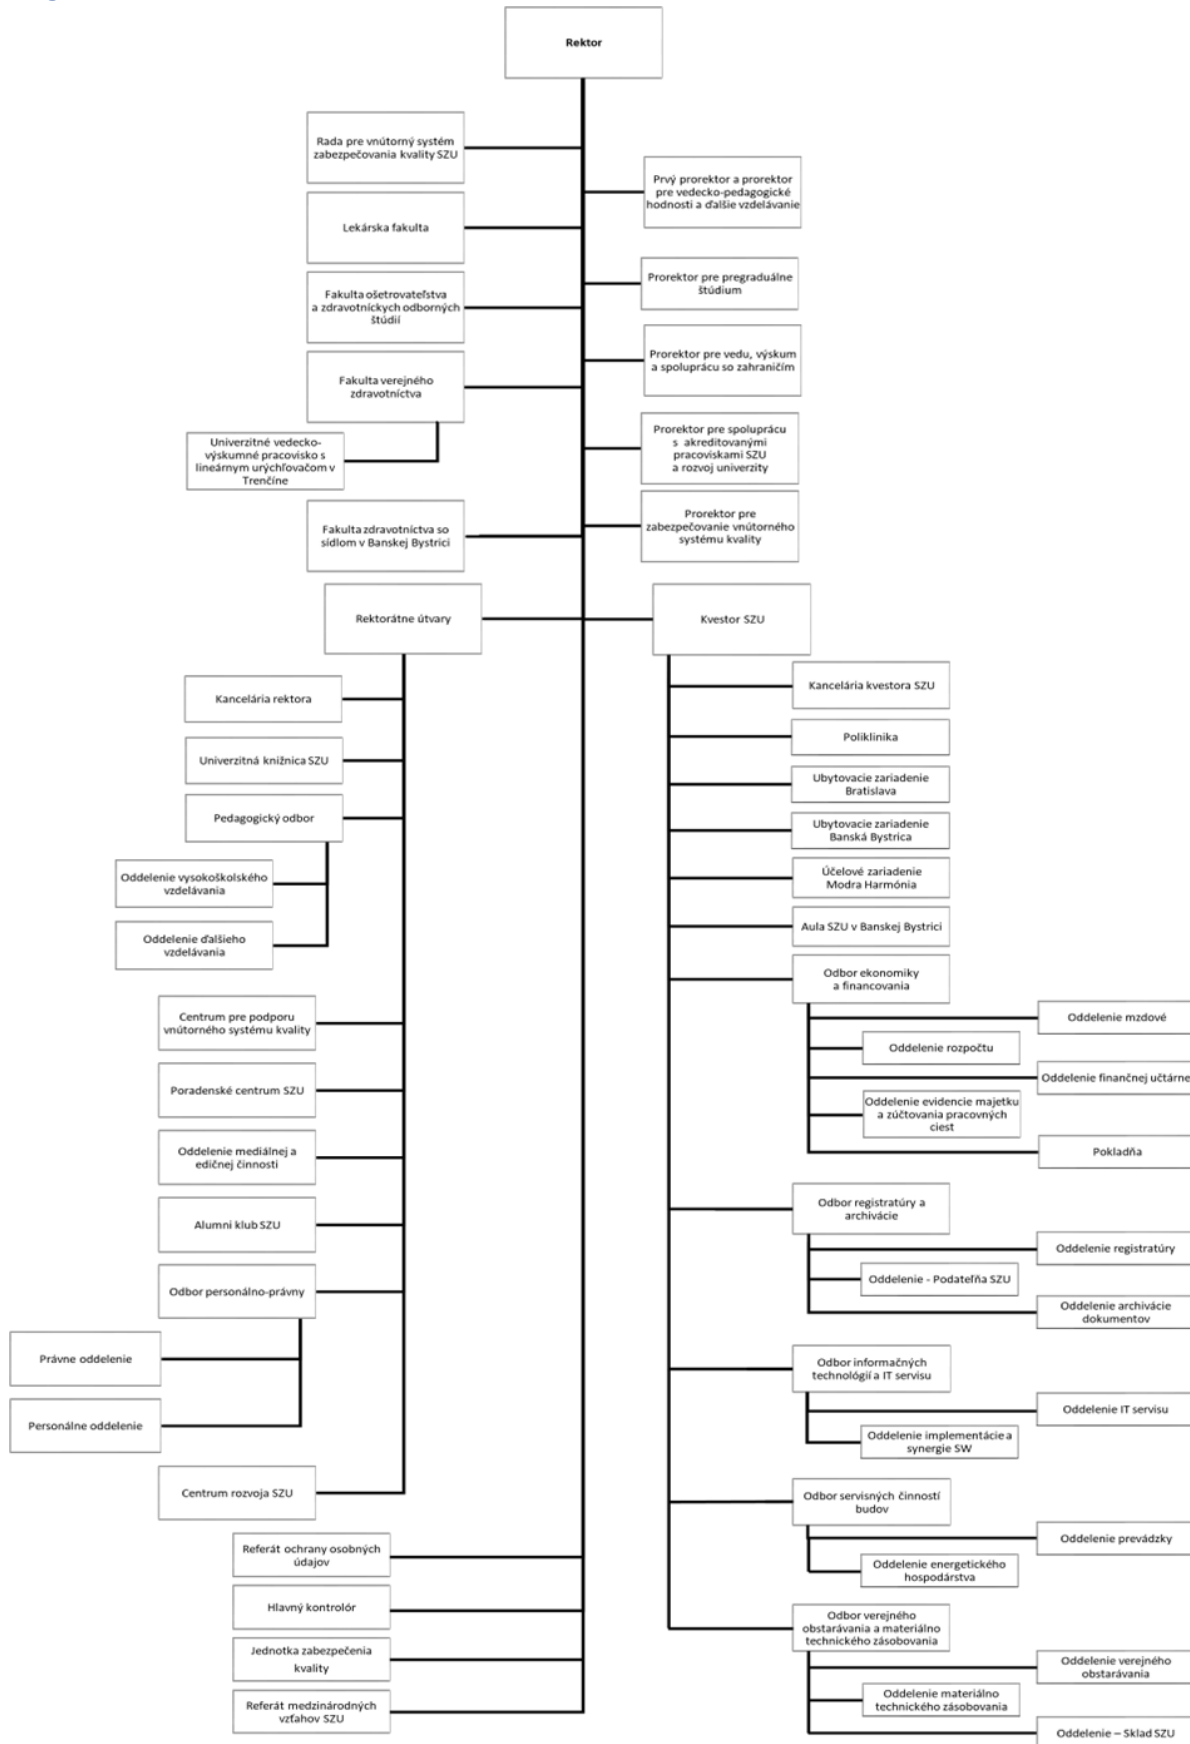 Rektor
Rada pre vnútorný systém
zabezpečovania kvality SZU
Prvý prorektor a prorektor
pre vedecko-pedagogické
hodnosti a ďalšie vzdelávanie
Lekárska fakulta
Prorektor pre pregraduálne
štúdium
Fakulta ošetrovateľstva
a zdravotníckych odborných
štúdií
Prorektor pre vedu, výskum
a spoluprácu so zahraničím
Fakulta verejného
zdravotníctva
Prorektor pre spoluprácu
s akreditovanými
pracoviskami SZU
a rozvoj univerzity
Univerzitné vedecko-
výskumné pracovisko s
lineárnym urýchľovačom v
Trenčíne
Prorektor pre
zabezpečovanie vnútorného
systému kvality
Fakulta zdravotníctva so
sídlom v Banskej Bystrici
Rektorátne útvary
Kancelária rektora
Univerzitná knižnica SZU
Pedagogický odbor
Oddelenie vysokoškolského
vzdelávania
Oddelenie ďalšieho
vzdelávania
Centrum pre podporu
vnútorného systému kvality
Poradenské centrum SZU
Oddelenie mediálnej a
edičnej činnosti
Alumni klub SZU
Odbor personálno-právny
Právne oddelenie
Personálne oddelenie
Centrum rozvoja SZU
Kvestor SZU
Kancelária kvestora SZU
Poliklinika
Ubytovacie zariadenie
Bratislava
Ubytovacie zariadenie
Banská Bystrica
Účelové zariadenie
Modra Harmónia
Aula SZU v Banskej Bystrici
Odbor ekonomiky
a financovania
Oddelenie mzdové
Oddelenie rozpočtu
Oddelenie finančnej učtárne
Oddelenie evidencie majetku
a zúčtovania pracovných
ciest
Pokladňa
Odbor registratúry a
archivácie
Oddelenie registratúry
Oddelenie - Podateľňa SZU
Oddelenie archivácie
dokumentov
Odbor informačných
technológií a IT servisu
Oddelenie IT servisu
Oddelenie implementácie a
synergie SW
Odbor servisných činností
budov
Oddelenie prevádzky
Oddelenie energetického
hospodárstva
Odbor verejného
obstarávania a materiálno
technického zásobovania
Oddelenie verejného
obstarávania
Oddelenie materiálno
technického zásobovania
Oddelenie – Sklad SZU
Referát ochrany osobných
údajov
Hlavný kontrolór
Jednotka zabezpečenia
kvality
Referát medzinárodných
vzťahov SZU